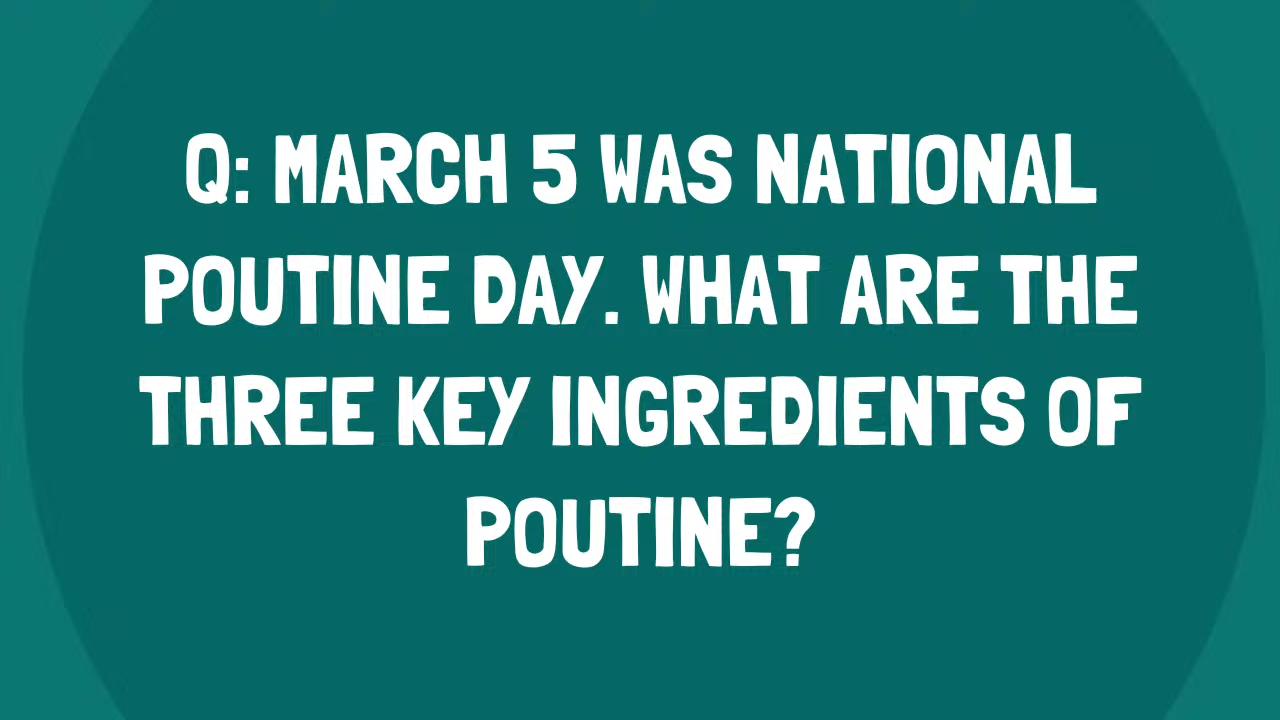 Q: MARCH 5 WAS NATIONAL
POUTINE DAY. WHAT ARE THE
THREE KEY INGREDIENTS OF
POUTINE?